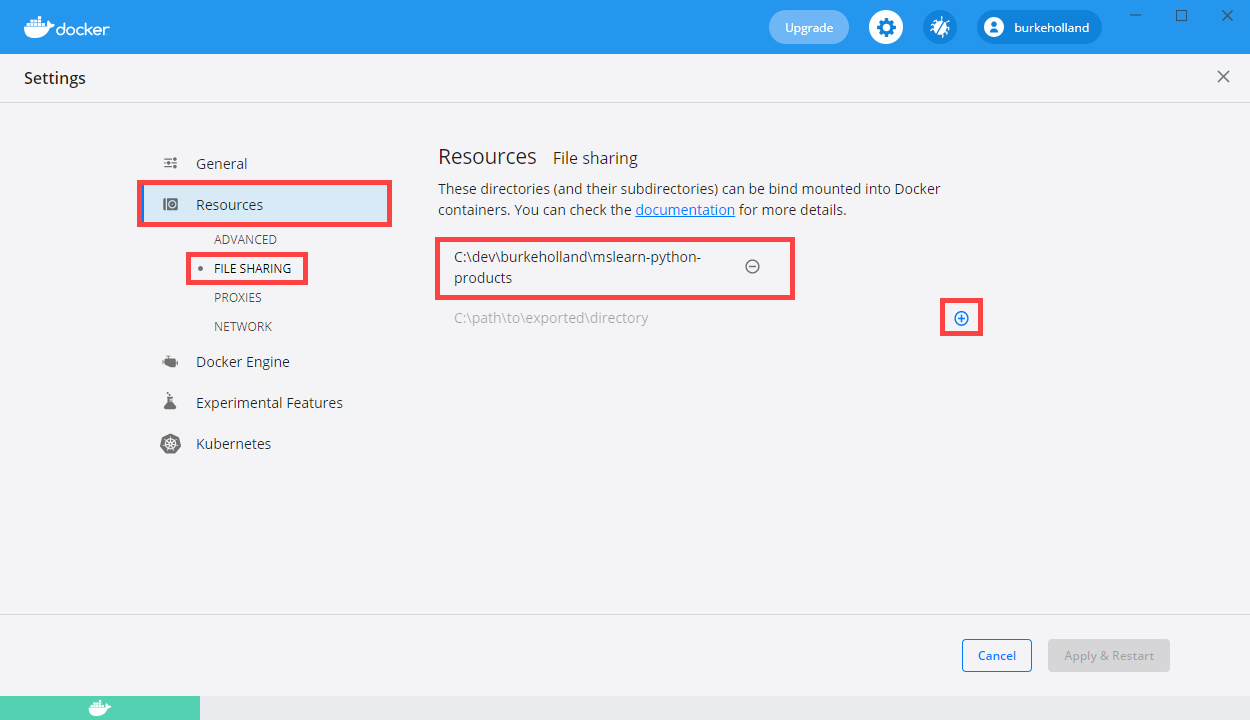 docker
Upgrade
burkeholland
Settings
General
Resources
ADVANCED
FILE SHARING
PROXIES
NETWORK
Docker Engine
Experimental Features
Kubernetes
Resources File sharing
These directories (and their subdirectories) can be bind mounted into Docker
containers. You can check the documentation for more details.
C:\dev\burkeholland\mslearn-python-
products
C:\path\to\exported\directory
Cancel
Apply & Restart